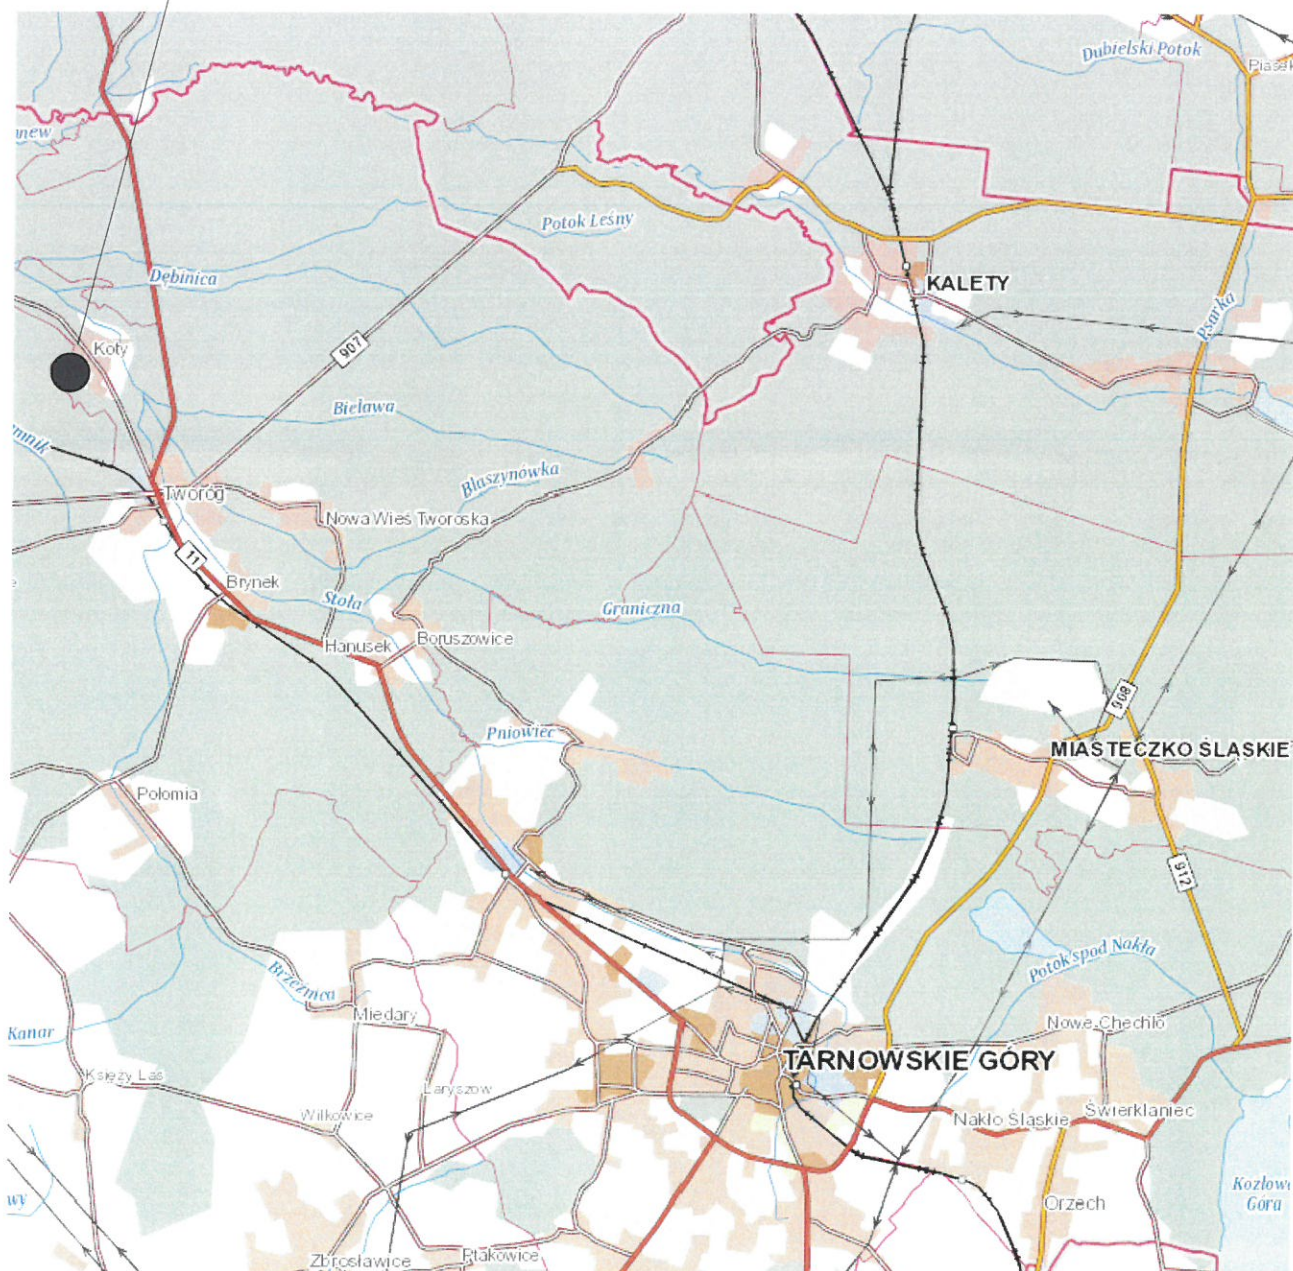 Dubielski Potok
Piasek
Potok Leśny
Dębinica
KALETY
Psarka
907
Koty
Bielawa
Błaszynówka
Tworóg
Nowa Wieś Tworoska
11
Brynek
Stoła
Graniczna
Hanusek
Boruszowice
908
Pniowiec
MIASTECZKO ŚLĄSKIE
Połomia
912
Potok spod Nakła
Brzeźnica
Miedary
Nowe Chechło
Kanar
TARNOWSKIE GÓRY
Księży Las
Laryszów
Wilkowice
Nakło Śląskie
Świerklaniec
Kozłowa
Góra
Orzech
Zbrosławice
Ptakowice